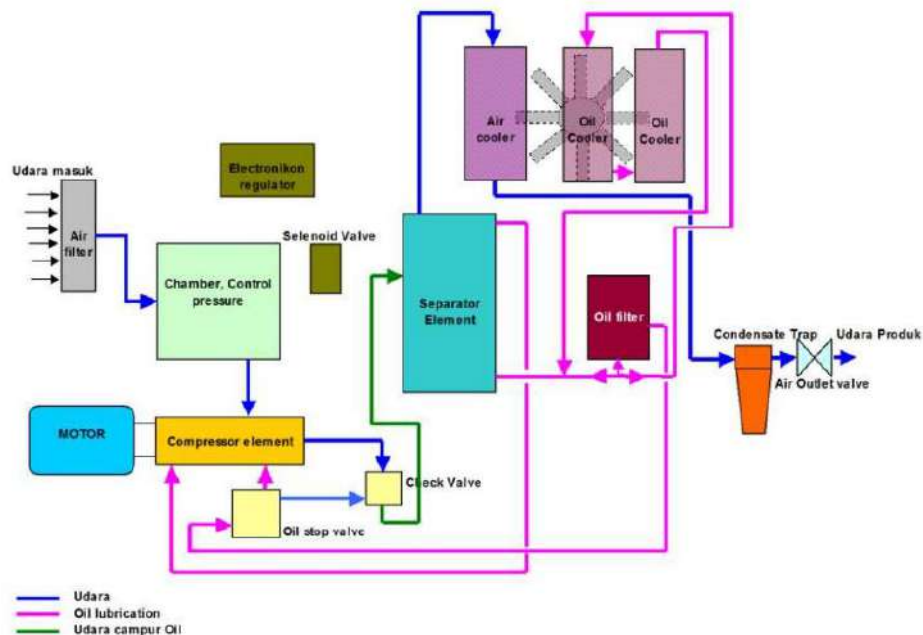 Air
cooler
Oil
Cooler
Oil
Cooler
Electronikon
regulator
Udara masuk
Air
filter
Selenoid Valve
Chamber, Control
pressure
Separator
Element
Oil filter
Condensate Trap
Udara Produk
Air Outlet valve
MOTOR
Compressor element
Check Valve
Oil stop valve
Udara
Oil lubrication
Udara campur Oil